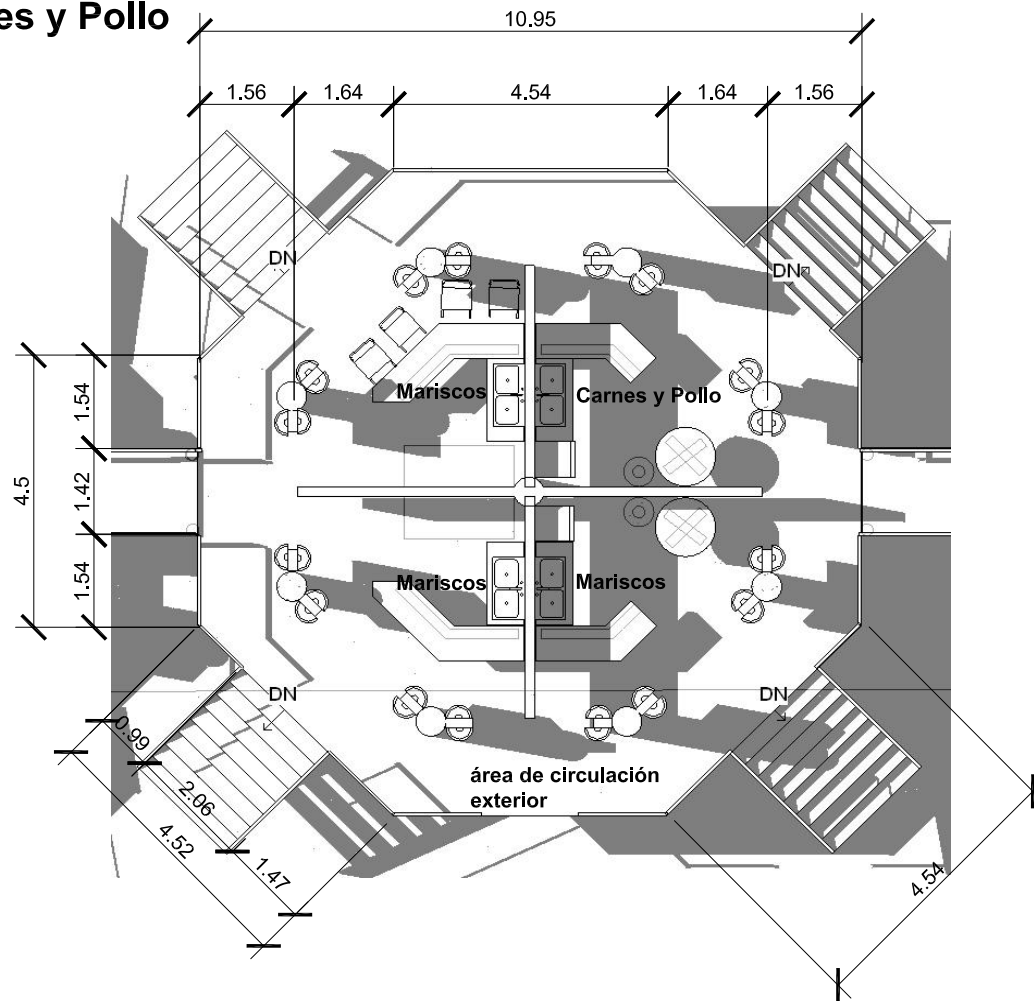 es y Pollo
10.95
1.56
1.64
4.54
1.64
1.56
DN
DN
Mariscos
Carnes y Pollo
1.54
4.5
1.42
1.54
Mariscos
Mariscos
DN
DN
0.99
2.06
4.52
1.47
área de circulación
exterior
4.54